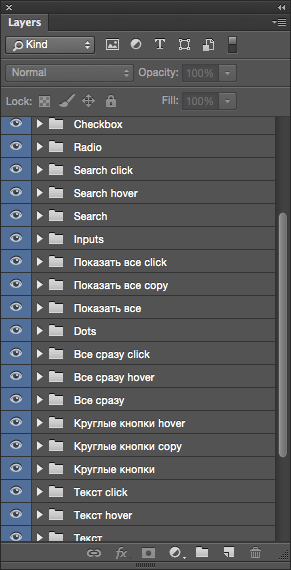 Layers
Kind
Normal Opacity: 100%
Lock: Fill: 100%
Checkbox
Radio
Search click
Search hover
Search
Inputs
Показать все click
Показать все copy
Показать все
Dots
Все сразу click
Все сразу hover
Все сразу
Круглые кнопки hover
Круглые кнопки copy
Круглые кнопки
Текст click
Текст hover
Текст
fx